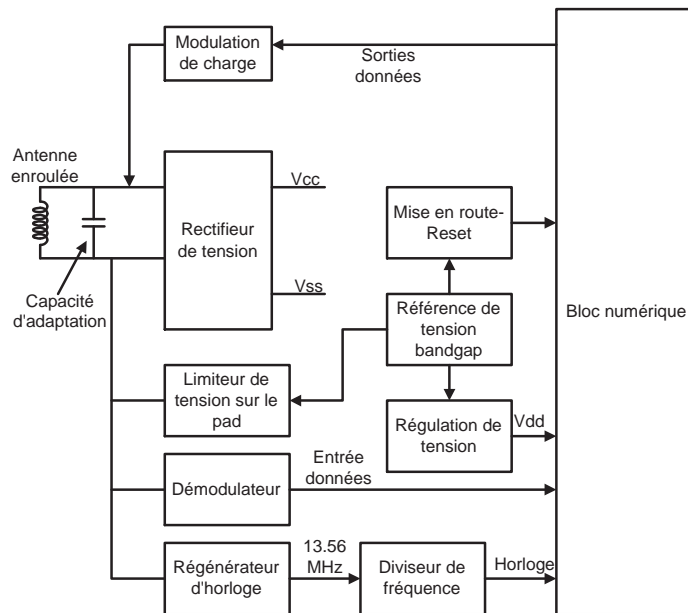 Modulation
de charge
Sorties
données
Antenne
enroulée
Vcc
Rectifieur
de tension
Vss
Capacité
d'adaptation
Mise en route-
Reset
Référence de
tension
bandgap
Bloc numérique
Limiteur de
tension sur le
pad
Régulation de
tension
Vdd
Entrée
données
Démodulateur
Régénérateur
d'horloge
13.56
MHz
Diviseur de
fréquence
Horloge